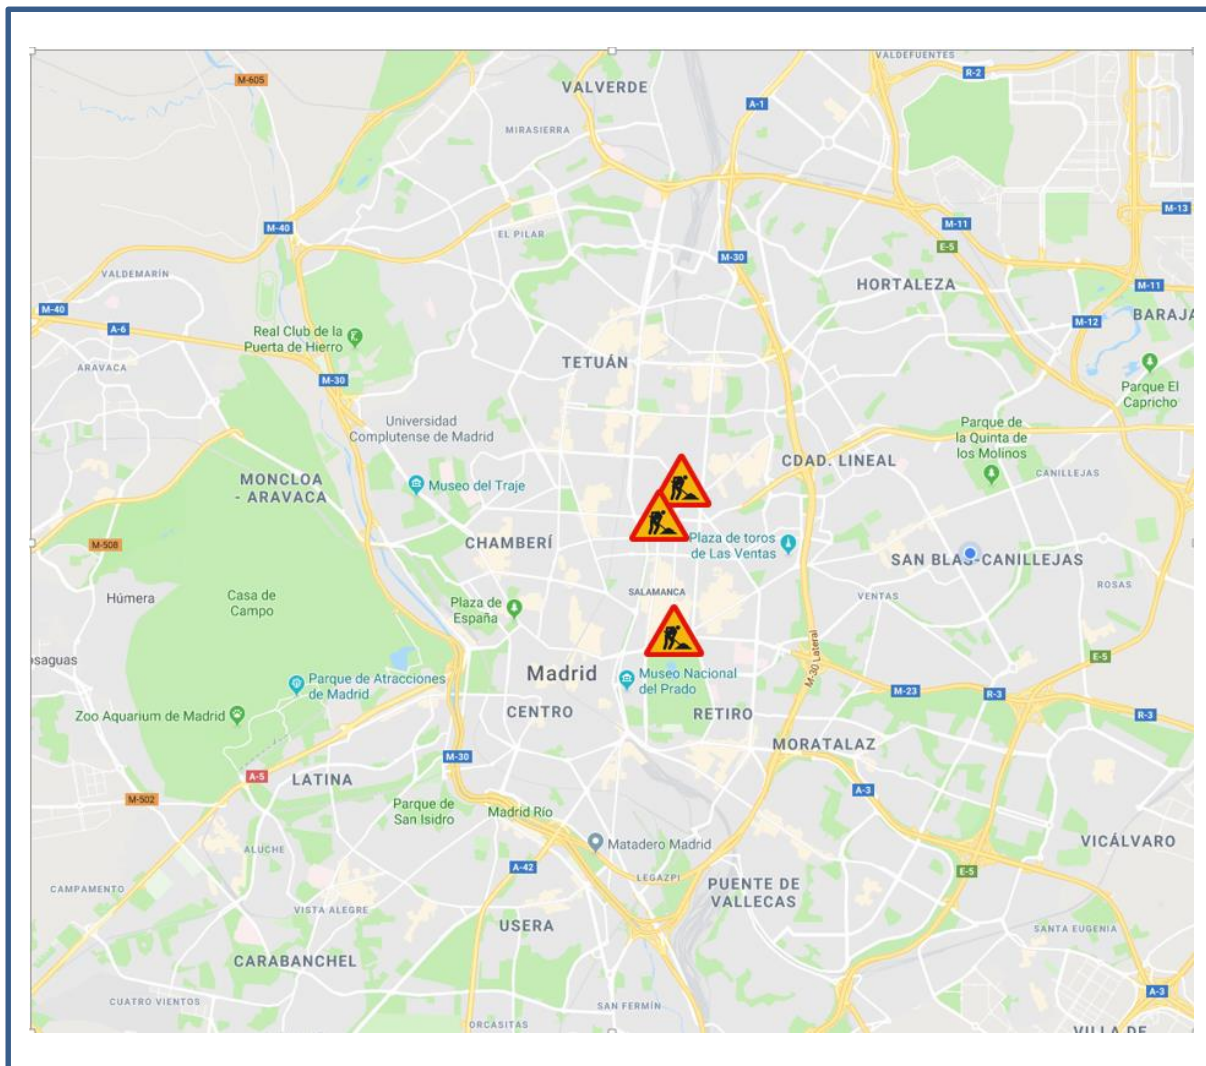 VALDEFUENTES
R-2
M-605
VALVERDE
A-1
MIRASIERRA
M-13
M-40
M-11
EL PILAR
E-5
M-30
VALDEMARÍN
HORTALEZA
M-11
M-40
BARAJA
M-12
A-6
Real Club de la
Puerta de Hierro
TETUÁN
ARAVACA
M-30
Parque El
Capricho
Universidad
Complutense de Madrid
Parque de
la Quinta de
los Molinos
CDAD. LINEAL
CANILLEJAS
MONCLOA
- ARAVACA
Museo del Traje
CHAMBERÍ
Plaza de toros
de Las Ventas
M-508
SAN BLAS-CANILLEJAS
ROSAS
Húmera
Casa de
Campo
SALAMANCA
VENTAS
Plaza de
España
osaguas
Madrid
M-30 Lateral
E-5
Parque de Atracciones
de Madrid
Museo Nacional
del Prado
M-23
R-3
Zoo Aquarium de Madrid
CENTRO
RETIRO
R-3
MORATALAZ
M-30
A-5
LATINA
A-3
M-502
Parque de
San Isidro
Madrid Río
Matadero Madrid
VICÁLVARO
ALUCHE
A-42
LEGAZPI
E-5
CAMPAMENTO
PUENTE DE
VALLECAS
VISTA ALEGRE
USERA
SANTA EUGENIA
CARABANCHEL
A-3
CUATRO VIENTOS
SAN FERMÍN
ORCASITAS
VILLA DE